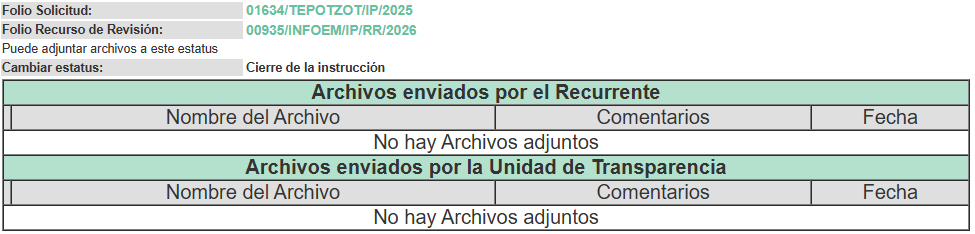 Folio Solicitud: 01634/TEPOTZOT/IP/2025
Folio Recurso de Revisión: 00935/INFOEM/IP/RR/2026
Puede adjuntar archivos a este estatus
Cambiar estatus: Cierre de la instrucción
Archivos enviados por el Recurrente
Nombre del Archivo Comentarios Fecha
No hay Archivos adjuntos
Archivos enviados por la Unidad de Transparencia
Nombre del Archivo Comentarios Fecha
No hay Archivos adjuntos